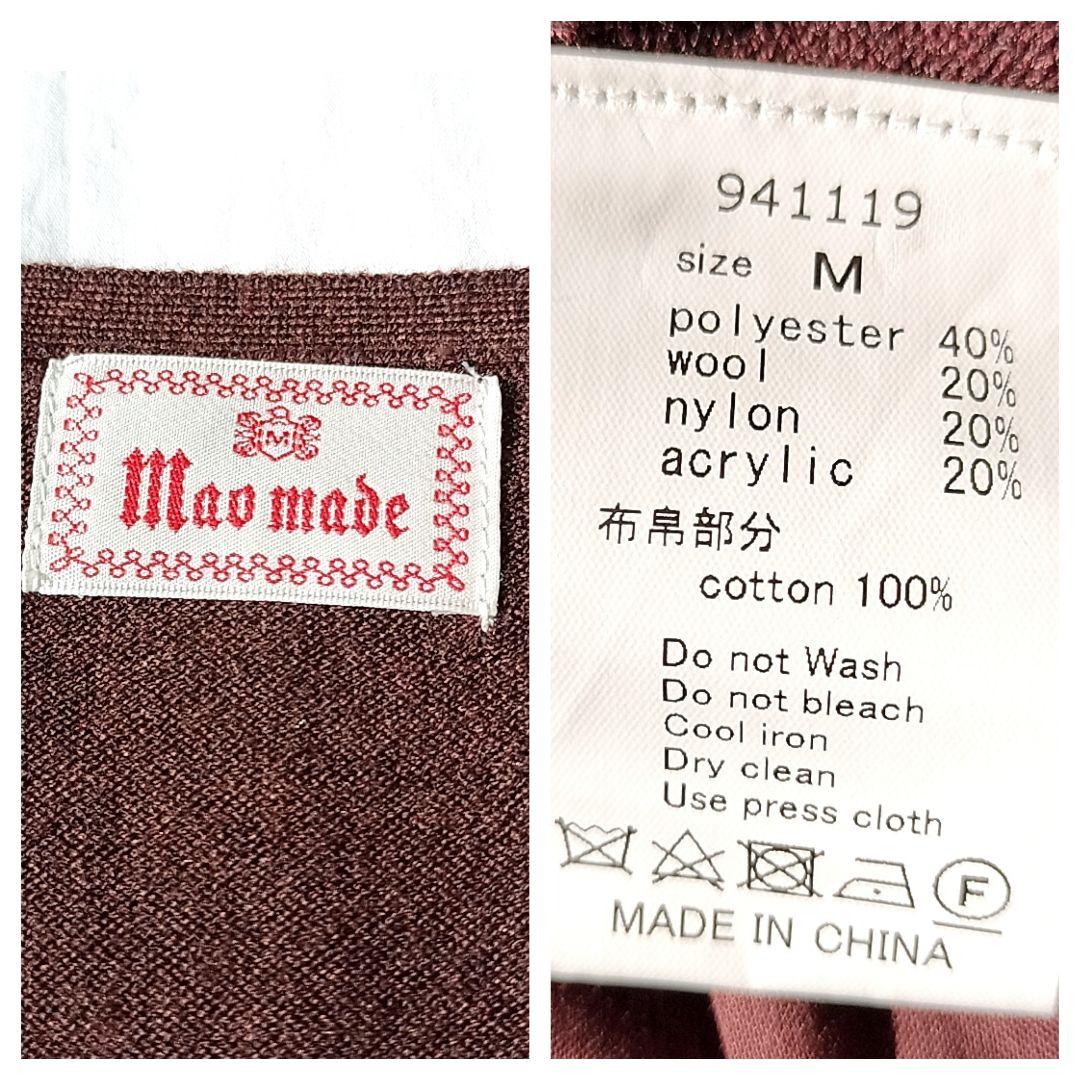 M
Mao made
941119
size M
polyester 40%
wool 20%
nylon 20%
acrylic 20%
布帛部分
cotton 100%
Do not Wash
Do not bleach
Cool iron
Dry clean
Use press cloth
F
MADE IN CHINA